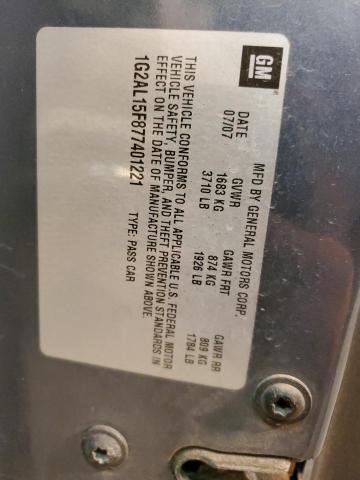 GM
MFD BY GENERAL MOTORS CORP.
DATE GVWR GAWR FRT GAWR RR
07/07 1683 KG 874 KG 809 KG
3710 LB 1926 LB 1784 LB
THIS VEHICLE CONFORMS TO ALL APPLICABLE U.S. FEDERAL MOTOR
VEHICLE SAFETY, BUMPER, AND THEFT PREVENTION STANDARDS IN
EFFECT ON THE DATE OF MANUFACTURE SHOWN ABOVE.
1G2AL15F877401221 TYPE: PASS CAR